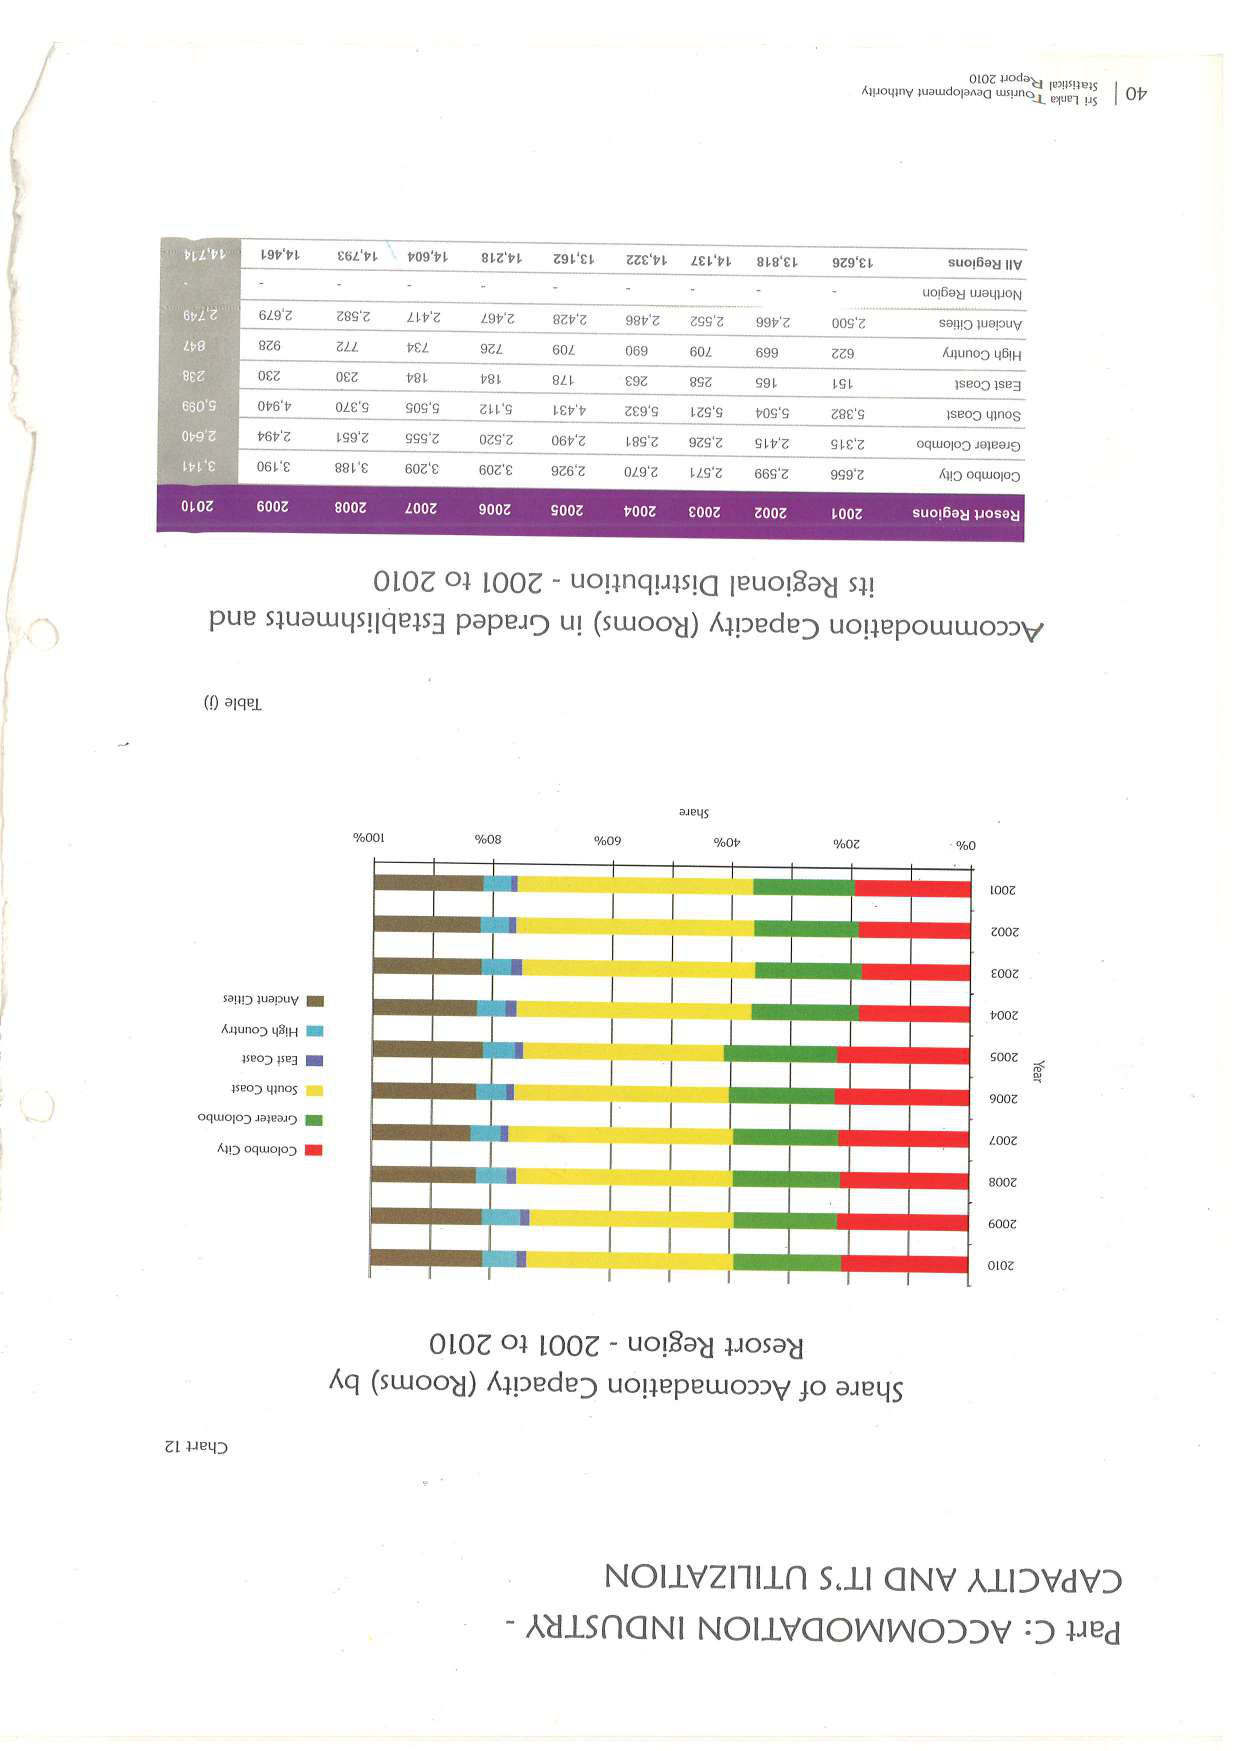 Part C: ACCOMMODATION INDUSTRY -
CAPACITY AND IT'S UTILIZATION
Chart 12
Share of Accomadation Capacity (Rooms) by
Resort Region - 2001 to 2010
2010
2009
2008
2007
2006
2005
2004
2003
2002
2001
Year
0% 20% 40% 60% 80% 100%
Share
Colombo City
Greater Colombo
South Coast
East Coast
High Country
Ancient Cities
Table (j)
Accommodation Capacity (Rooms) in Graded Establishments and
its Regional Distribution - 2001 to 2010
Resort Regions 2001 2002 2003 2004 2005 2006 2007 2008 2009 2010
Colombo City 2,656 2,599 2,571 2,670 2,926 3,209 3,209 3,188 3,190 3,141
Greater Colombo 2,315 2,415 2,526 2,581 2,490 2,520 2,555 2,651 2,494 2,640
South Coast 5,382 5,504 5,521 5,632 4,431 5,112 5,505 5,370 4,940 5,099
East Coast 151 165 258 263 178 184 184 230 230 238
High Country 622 669 709 690 709 726 734 772 928 847
Ancient Cities 2,500 2,466 2,552 2,486 2,428 2,467 2,417 2,582 2,679 2,749
Northern Region - - - - - - - - - -
All Regions 13,626 13,818 14,137 14,322 13,162 14,218 14,604 14,793 14,461 14,714
40 | Sri Lanka Tourism Development Authority
Statistical Report 2010